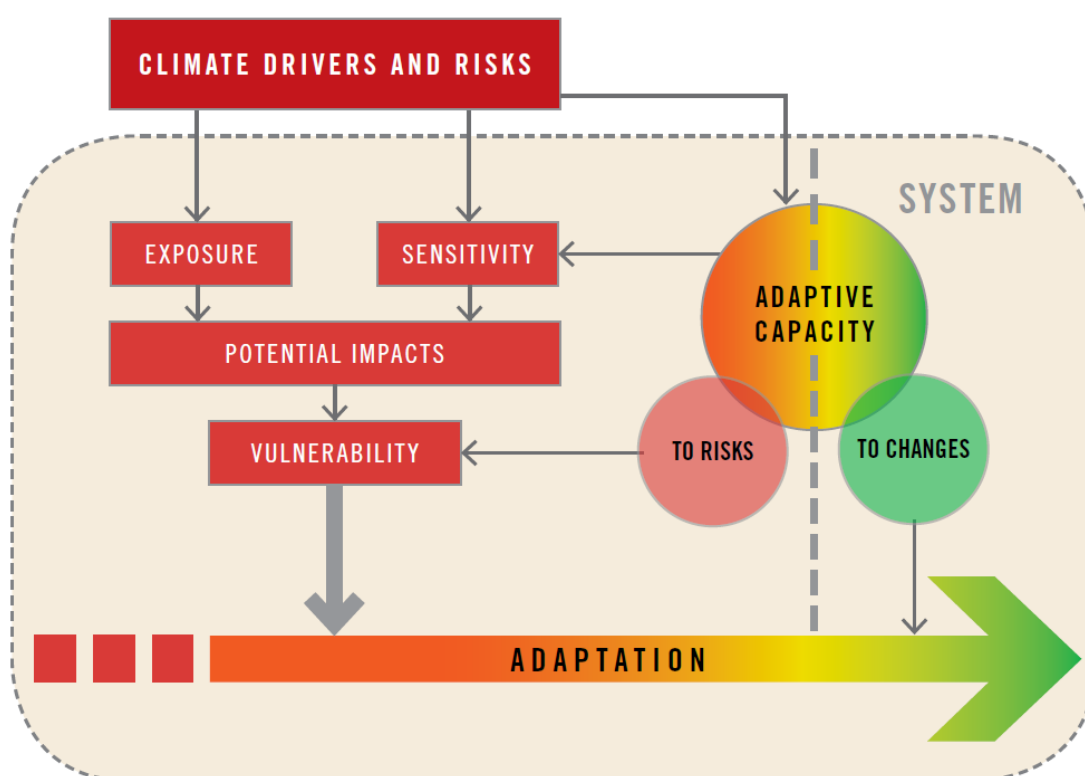 CLIMATE DRIVERS AND RISKS
SYSTEM
EXPOSURE
SENSITIVITY
ADAPTIVE
CAPACITY
POTENTIAL IMPACTS
VULNERABILITY
TO RISKS
TO CHANGES
ADAPTATION